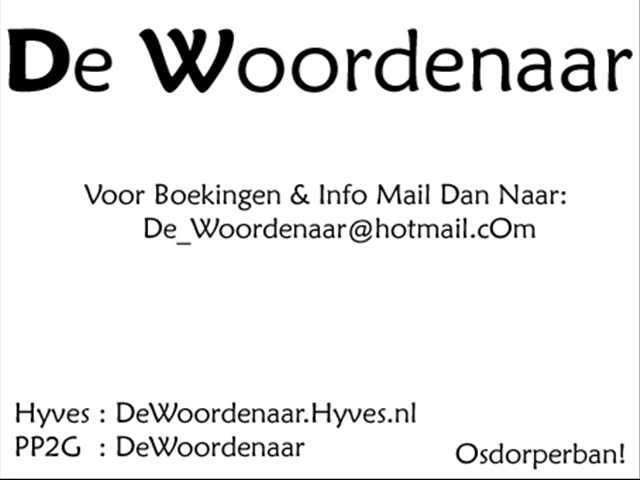 De Woordenaar
Voor Boekingen & Info Mail Dan Naar:
De_Woordenaar@hotmail.cOm
Hyves : DeWoordenaar.Hyves.nl
PP2G : DeWoordenaar
Osdorperban!